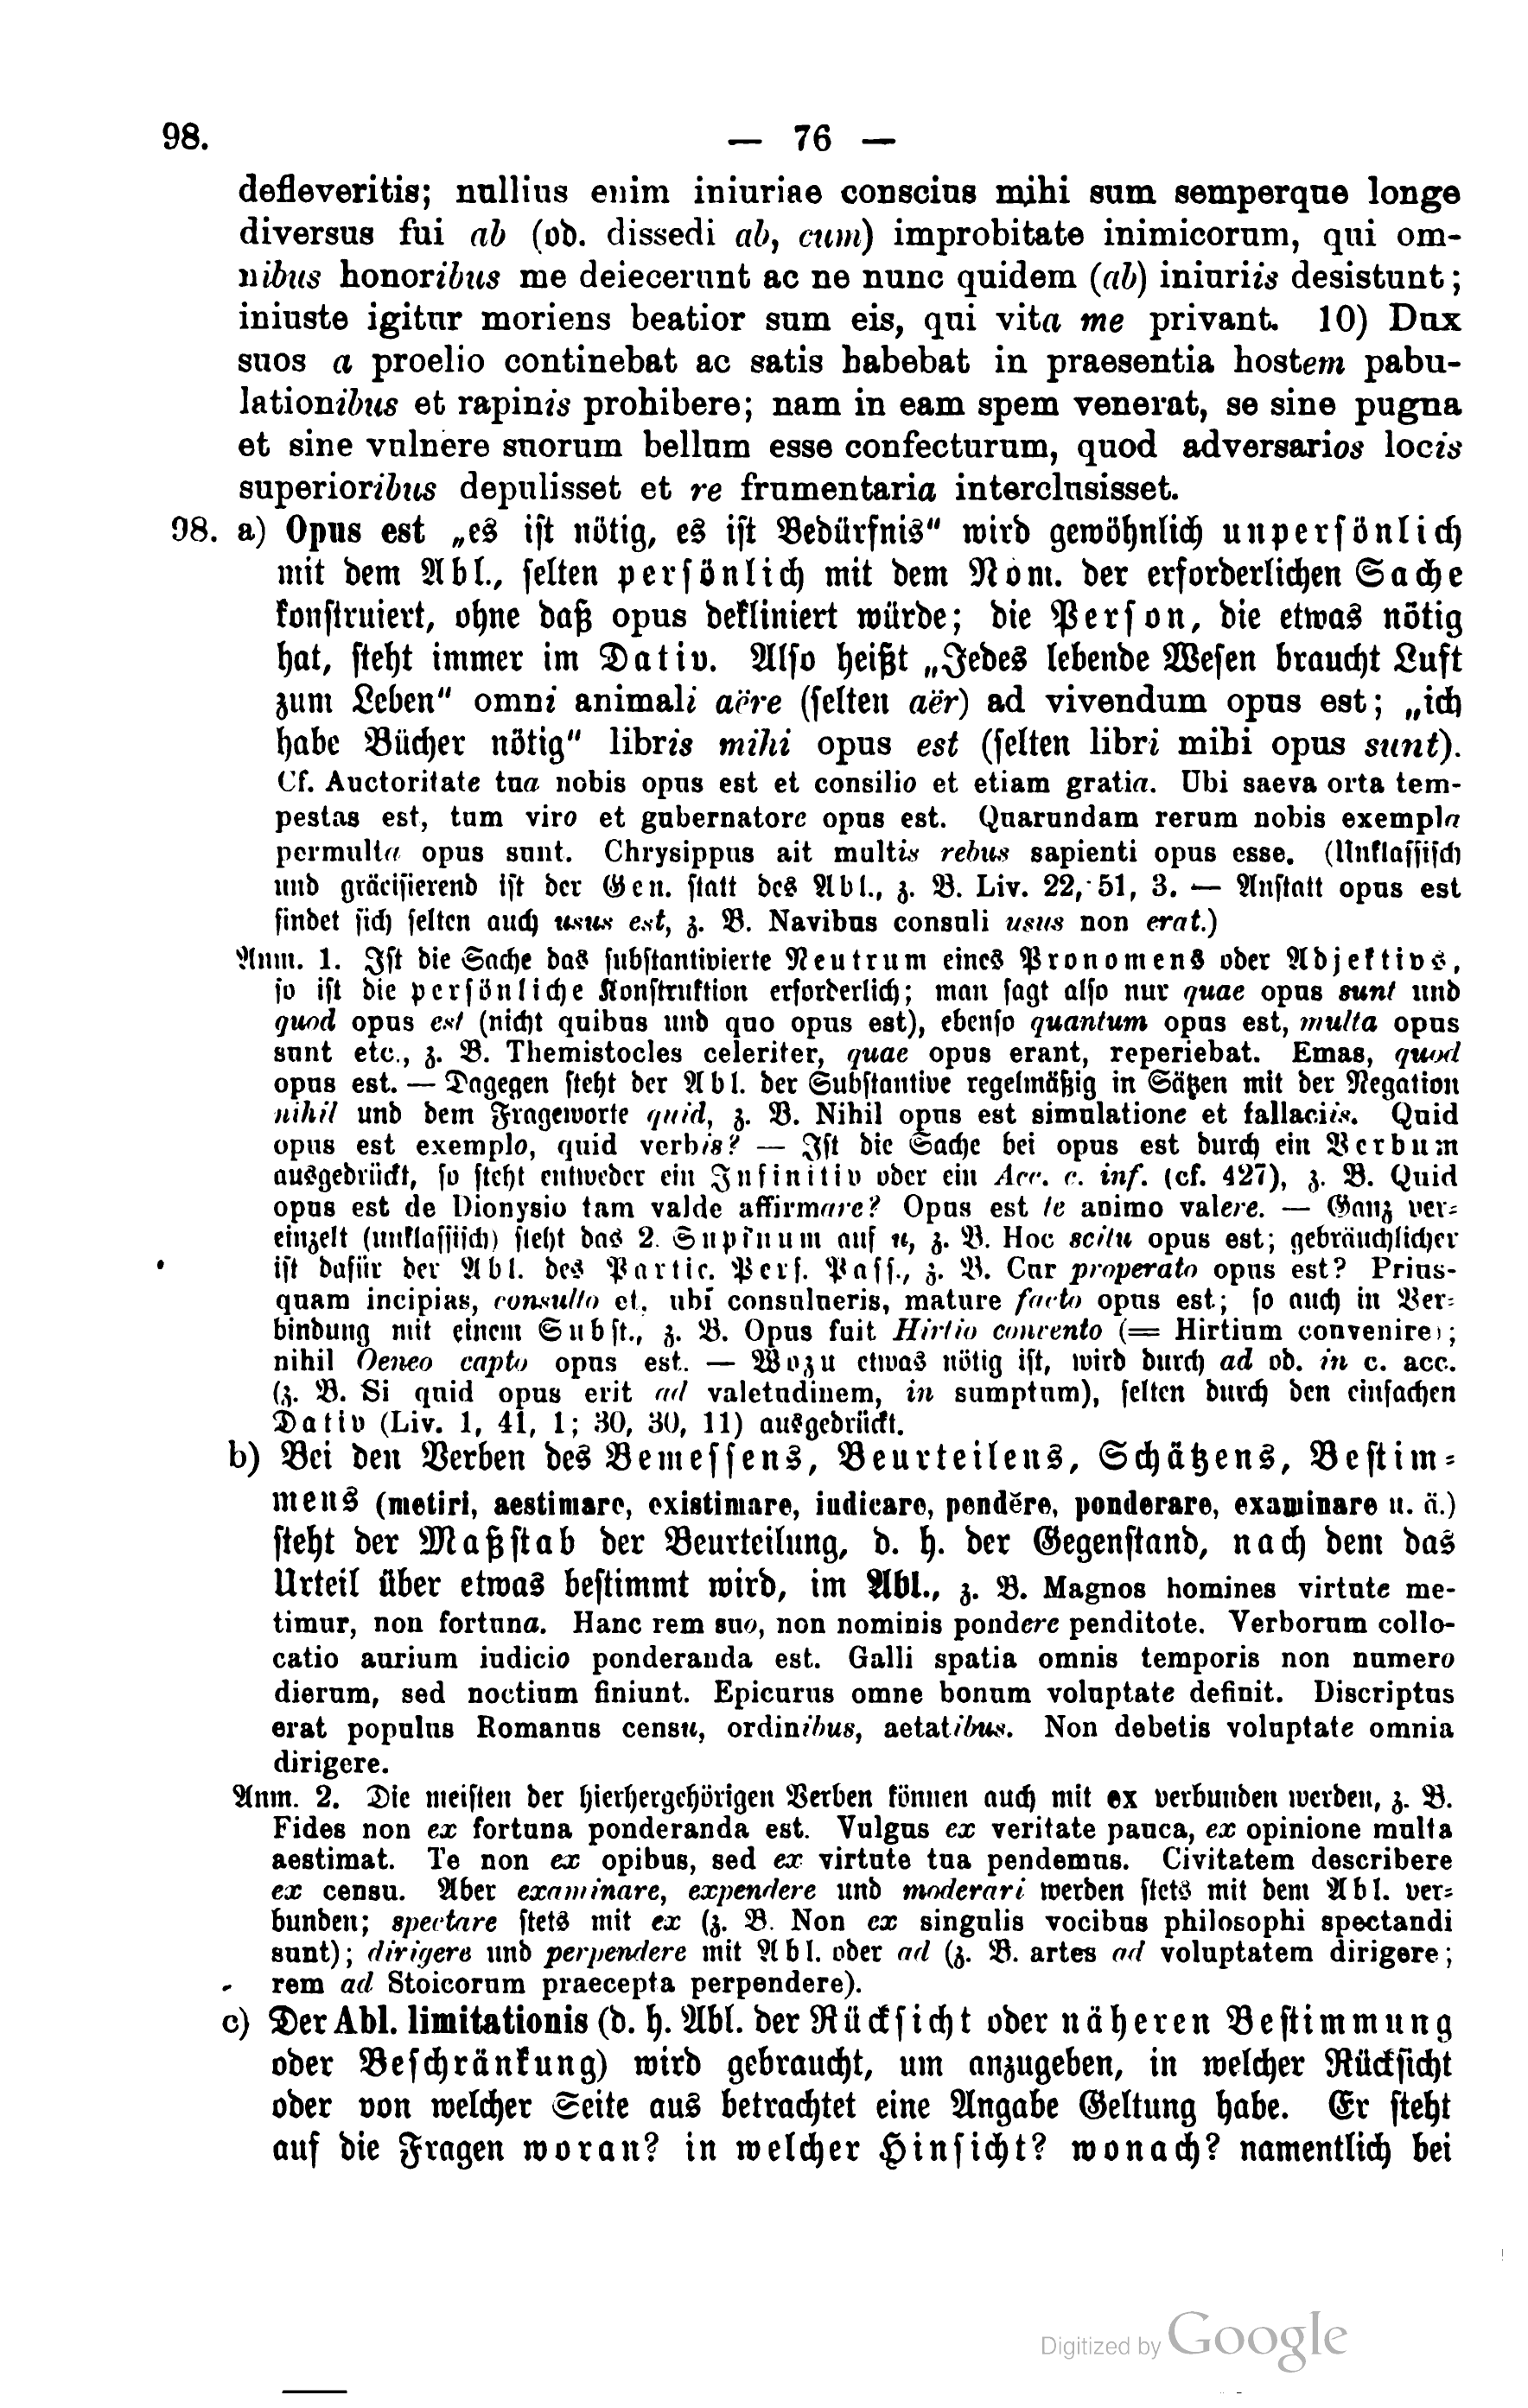 98.
— 76 —
defleveritis; nullius enim iniuriae conscius mihi sum semperque longe
diversus fui ab (od. dissedi ab, cum) improbitate inimicorum, qui om-
nibus honoribus me deiecerunt ac ne nunc quidem (ab) iniuriis desistunt;
iniuste igitur moriens beatior sum eis, qui vita me privant. 10) Dux
suos a proelio continebat ac satis habebat in praesentia hostem pabu-
lationibus et rapinis prohibere; nam in eam spem venerat, se sine pugna
et sine vulnere suorum bellum esse confecturum, quod adversarios locis
superioribus depulisset et re frumentaria interclusisset.
98. a) Opus est „es iſt nötig, es iſt Bedürfnis" wird gewöhnlich unperſönlich
mit dem Abl., ſelten perſönlich mit dem Nom. der erforderlichen Sache
konſtruiert, ohne daß opus dekliniert würde; die Perſon, die etwas nötig
hat, ſteht immer im Dativ. Alſo heißt „Jedes lebende Weſen braucht Luft
zum Leben" omni animali aëre (ſelten aër) ad vivendum opus est; „ich
habe Bücher nötig" libris mihi opus est (ſelten libri mihi opus sunt).
Cf. Auctoritate tua nobis opus est et consilio et etiam gratia. Ubi saeva orta tem-
pestas est, tum viro et gubernatore opus est. Quarundam rerum nobis exempla
permulta opus sunt. Chrysippus ait multis rebus sapienti opus esse. (Unklaſſiſch
und gräciſierend iſt der Gen. ſtatt des Abl., z. B. Liv. 22, 51, 3. — Anſtatt opus est
findet ſich ſelten auch usus est, z. B. Navibus consuli usus non erat.)
Anm. 1. Iſt die Sache das ſubſtantivierte Neutrum eines Pronomens oder Adjektivs,
ſo iſt die perſönliche Konſtruktion erforderlich; man ſagt alſo nur quae opus sunt und
quod opus est (nicht quibus und quo opus est), ebenſo quantum opus est, multa opus
sunt etc., z. B. Themistocles celeriter, quae opus erant, reperiebat. Emas, quod
opus est. — Dagegen ſteht der Abl. der Subſtantive regelmäßig in Sätzen mit der Negation
nihil und dem Frageworte quid, z. B. Nihil opus est simulatione et fallaciis. Quid
opus est exemplo, quid verbis? — Iſt die Sache bei opus est durch ein Verbum
ausgedrückt, ſo ſteht entweder ein Infinitiv oder ein Acc. c. inf. (cf. 427), z. B. Quid
opus est de Dionysio tam valde affirmare? Opus est te animo valere. — Ganz ver-
einzelt (unklaſſiſch) ſteht das 2. Supinum auf u, z. B. Hoc scitu opus est; gebräuchlicher
iſt dafür der Abl. des Partic. Perf. Paſſ., z. B. Cur properato opus est? Prius-
quam incipias, consulto et, ubi consulueris, mature facto opus est; ſo auch in Ver-
bindung mit einem Subſt., z. B. Opus fuit Hirtio convento (= Hirtium convenire);
nihil Oeneo capto opus est. — Wozu etwas nötig iſt, wird durch ad od. in c. acc.
(z. B. Si quid opus erit ad valetudinem, in sumptum), ſelten durch den einfachen
Dativ (Liv. 1, 41, 1; 30, 30, 11) ausgedrückt.
b) Bei den Verben des Bemeſſens, Beurteilens, Schätzens, Beſtim-
mens (metiri, aestimare, existimare, iudicare, pendĕre, ponderare, examinare u. ä.)
ſteht der Maßſtab der Beurteilung, d. h. der Gegenſtand, nach dem das
Urteil über etwas beſtimmt wird, im Abl., z. B. Magnos homines virtute me-
timur, non fortuna. Hanc rem suo, non nominis pondere penditote. Verborum collo-
catio aurium iudicio ponderanda est. Galli spatia omnis temporis non numero
dierum, sed noctium finiunt. Epicurus omne bonum voluptate definit. Discriptus
erat populus Romanus censu, ordinibus, aetatibus. Non debetis voluptate omnia
dirigere.
Anm. 2. Die meiſten der hierhergehörigen Verben können auch mit ex verbunden werden, z. B.
Fides non ex fortuna ponderanda est. Vulgus ex veritate pauca, ex opinione multa
aestimat. Te non ex opibus, sed ex virtute tua pendemus. Civitatem describere
ex censu. Aber examinare, expendere und moderari werden ſtets mit dem Abl. ver-
bunden; spectare ſtets mit ex (z. B. Non ex singulis vocibus philosophi spectandi
sunt); dirigere und perpendere mit Abl. oder ad (z. B. artes ad voluptatem dirigere;
rem ad Stoicorum praecepta perpendere).
c) Der Abl. limitationis (d. h. Abl. der Rückſicht oder näheren Beſtimmung
oder Beſchränkung) wird gebraucht, um anzugeben, in welcher Rückſicht
oder von welcher Seite aus betrachtet eine Angabe Geltung habe. Er ſteht
auf die Fragen woran? in welcher Hinſicht? wonach? namentlich bei
Digitized by Google